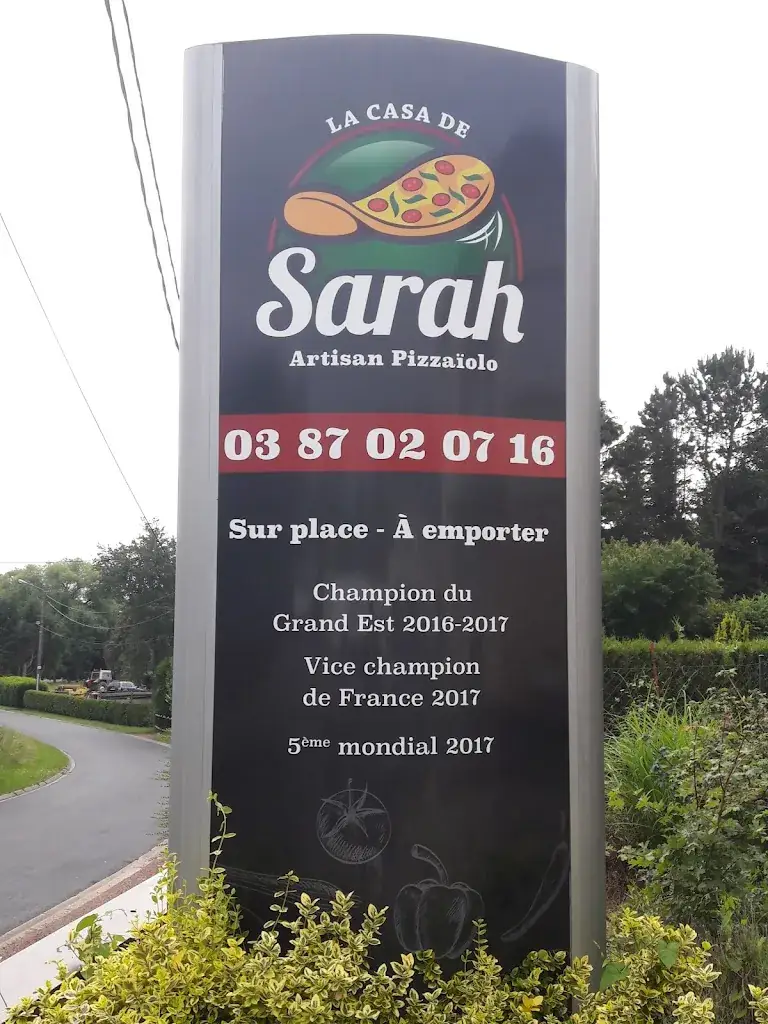 LA CASA DE
Sarah
Artisan Pizzaïolo
03 87 02 07 16
Sur place - À emporter
Champion du
Grand Est 2016-2017
Vice champion
de France 2017
5ème mondial 2017